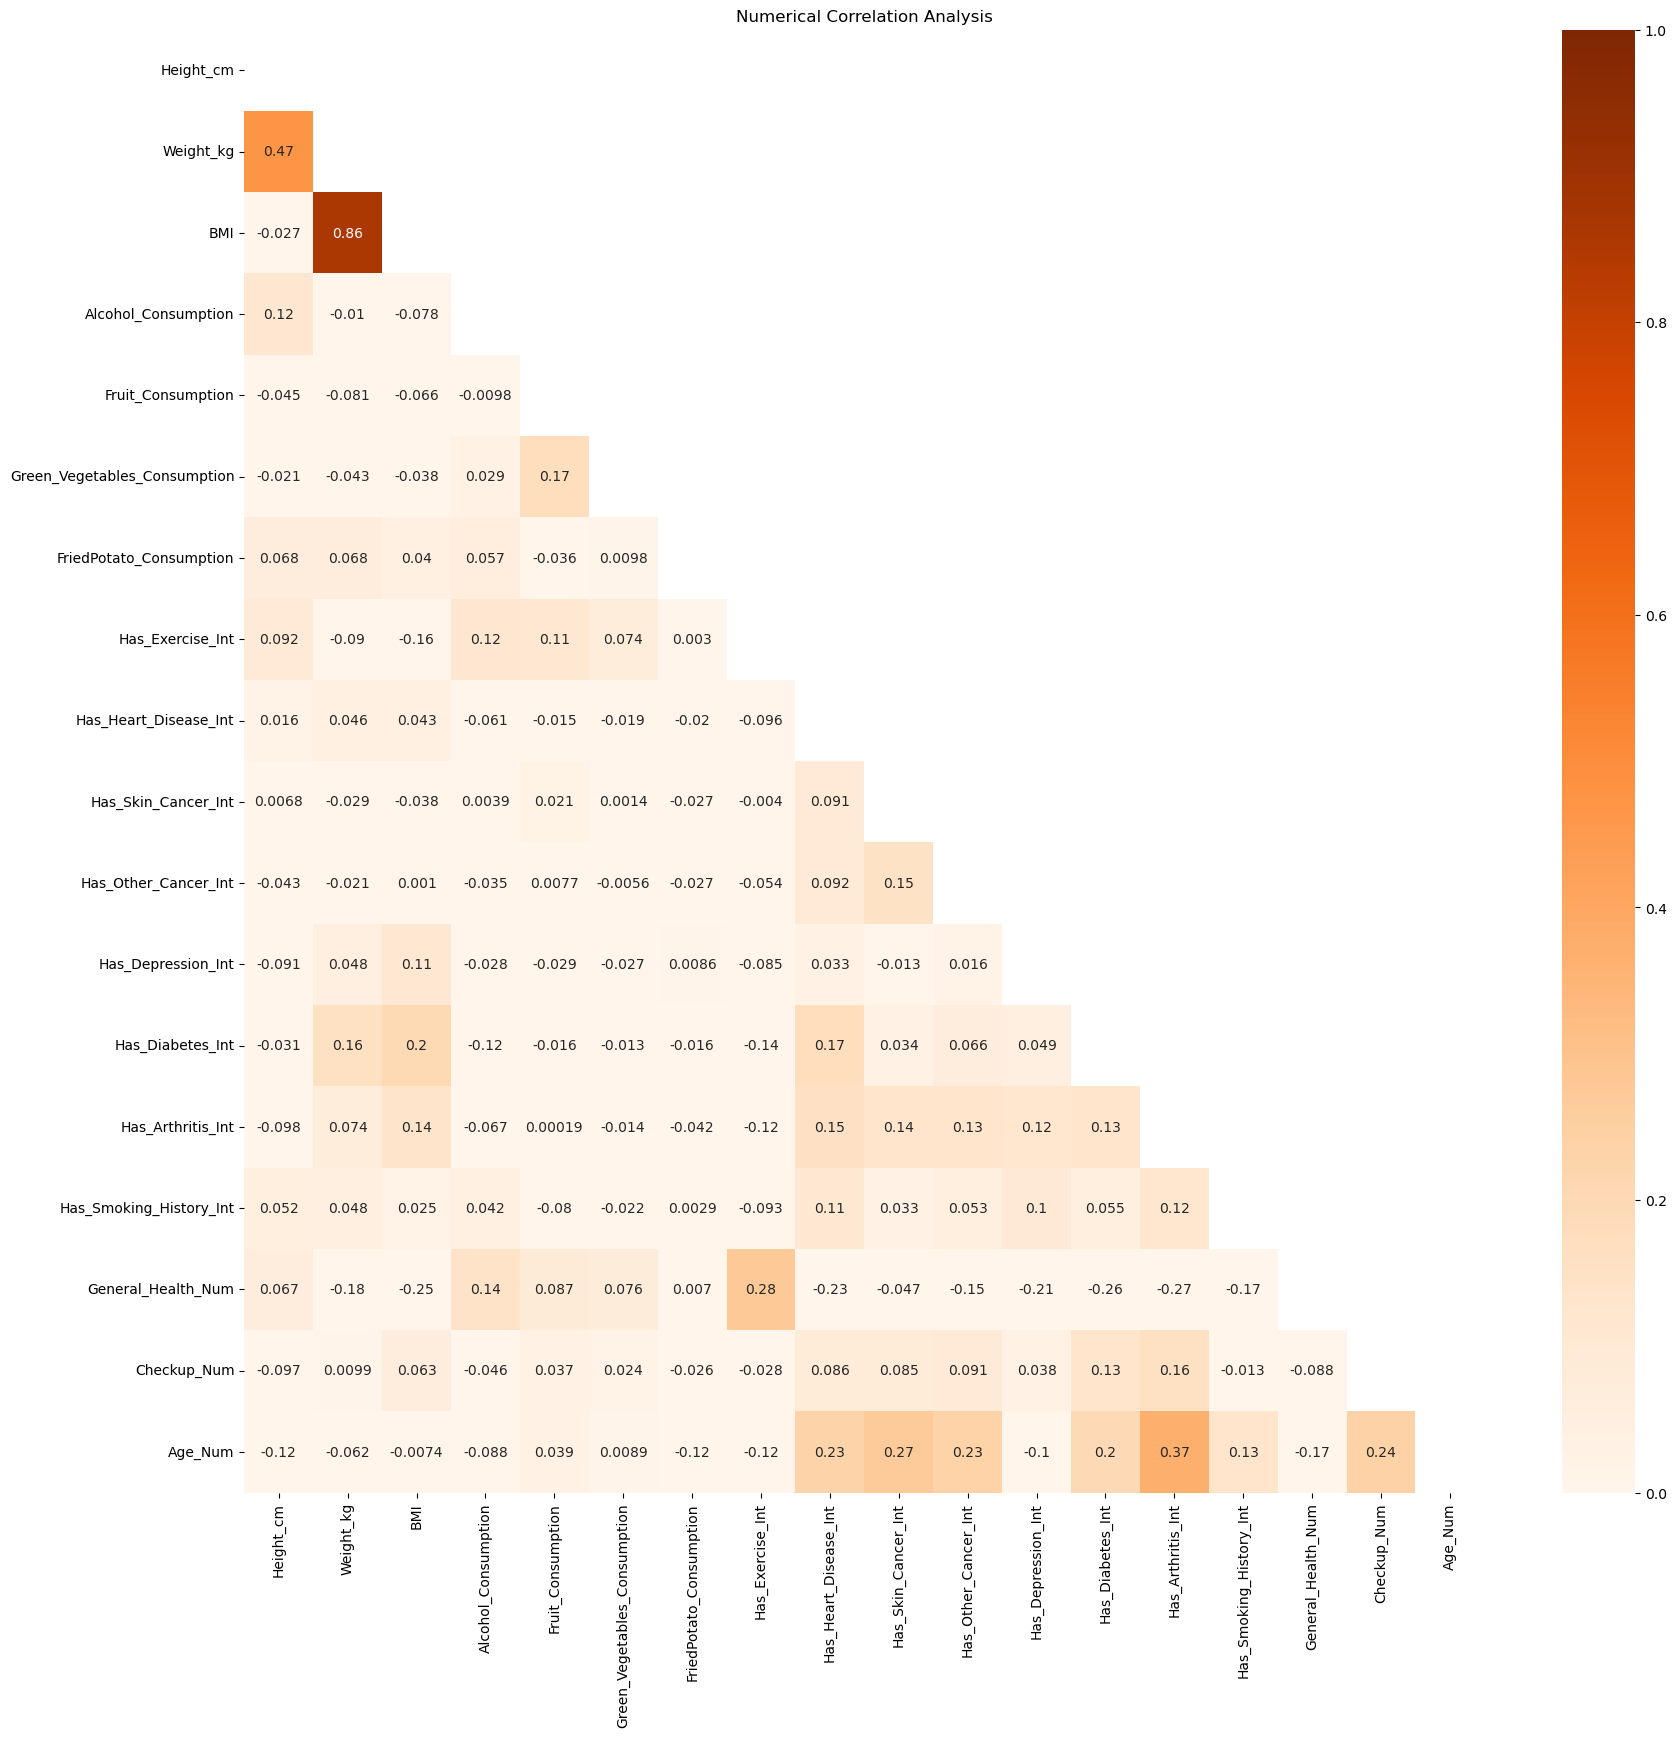 Numerical Correlation Analysis
Height_cm
Weight_kg 0.47
BMI -0.027 0.86
Alcohol_Consumption 0.12 -0.01 -0.078
Fruit_Consumption -0.045 -0.081 -0.066 -0.0098
Green_Vegetables_Consumption -0.021 -0.043 -0.038 0.029 0.17
FriedPotato_Consumption 0.068 0.068 0.04 0.057 -0.036 0.0098
Has_Exercise_Int 0.092 -0.09 -0.16 0.12 0.11 0.074 0.003
Has_Heart_Disease_Int 0.016 0.046 0.043 -0.061 -0.015 -0.019 -0.02 -0.096
Has_Skin_Cancer_Int 0.0068 -0.029 -0.038 0.0039 0.021 0.0014 -0.027 -0.004 0.091
Has_Other_Cancer_Int -0.043 -0.021 0.001 -0.035 0.0077 -0.0056 -0.027 -0.054 0.092 0.15
Has_Depression_Int -0.091 0.048 0.11 -0.028 -0.029 -0.027 0.0086 -0.085 0.033 -0.013 0.016
Has_Diabetes_Int -0.031 0.16 0.2 -0.12 -0.016 -0.013 -0.016 -0.14 0.17 0.034 0.066 0.049
Has_Arthritis_Int -0.098 0.074 0.14 -0.067 0.00019 -0.014 -0.042 -0.12 0.15 0.14 0.13 0.12 0.13
Has_Smoking_History_Int 0.052 0.048 0.025 0.042 -0.08 -0.022 0.0029 -0.093 0.11 0.033 0.053 0.1 0.055 0.12
General_Health_Num 0.067 -0.18 -0.25 0.14 0.087 0.076 0.007 0.28 -0.23 -0.047 -0.15 -0.21 -0.26 -0.27 -0.17
Checkup_Num -0.097 0.0099 0.063 -0.046 0.037 0.024 -0.026 -0.028 0.086 0.085 0.091 0.038 0.13 0.16 -0.013 -0.088
Age_Num -0.12 -0.062 -0.0074 -0.088 0.039 0.0089 -0.12 -0.12 0.23 0.27 0.23 -0.1 0.2 0.37 0.13 -0.17 0.24
Height_cm
Weight_kg
BMI
Alcohol_Consumption
Fruit_Consumption
Green_Vegetables_Consumption
FriedPotato_Consumption
Has_Exercise_Int
Has_Heart_Disease_Int
Has_Skin_Cancer_Int
Has_Other_Cancer_Int
Has_Depression_Int
Has_Diabetes_Int
Has_Arthritis_Int
Has_Smoking_History_Int
General_Health_Num
Checkup_Num
Age_Num
1.0
0.8
0.6
0.4
0.2
0.0